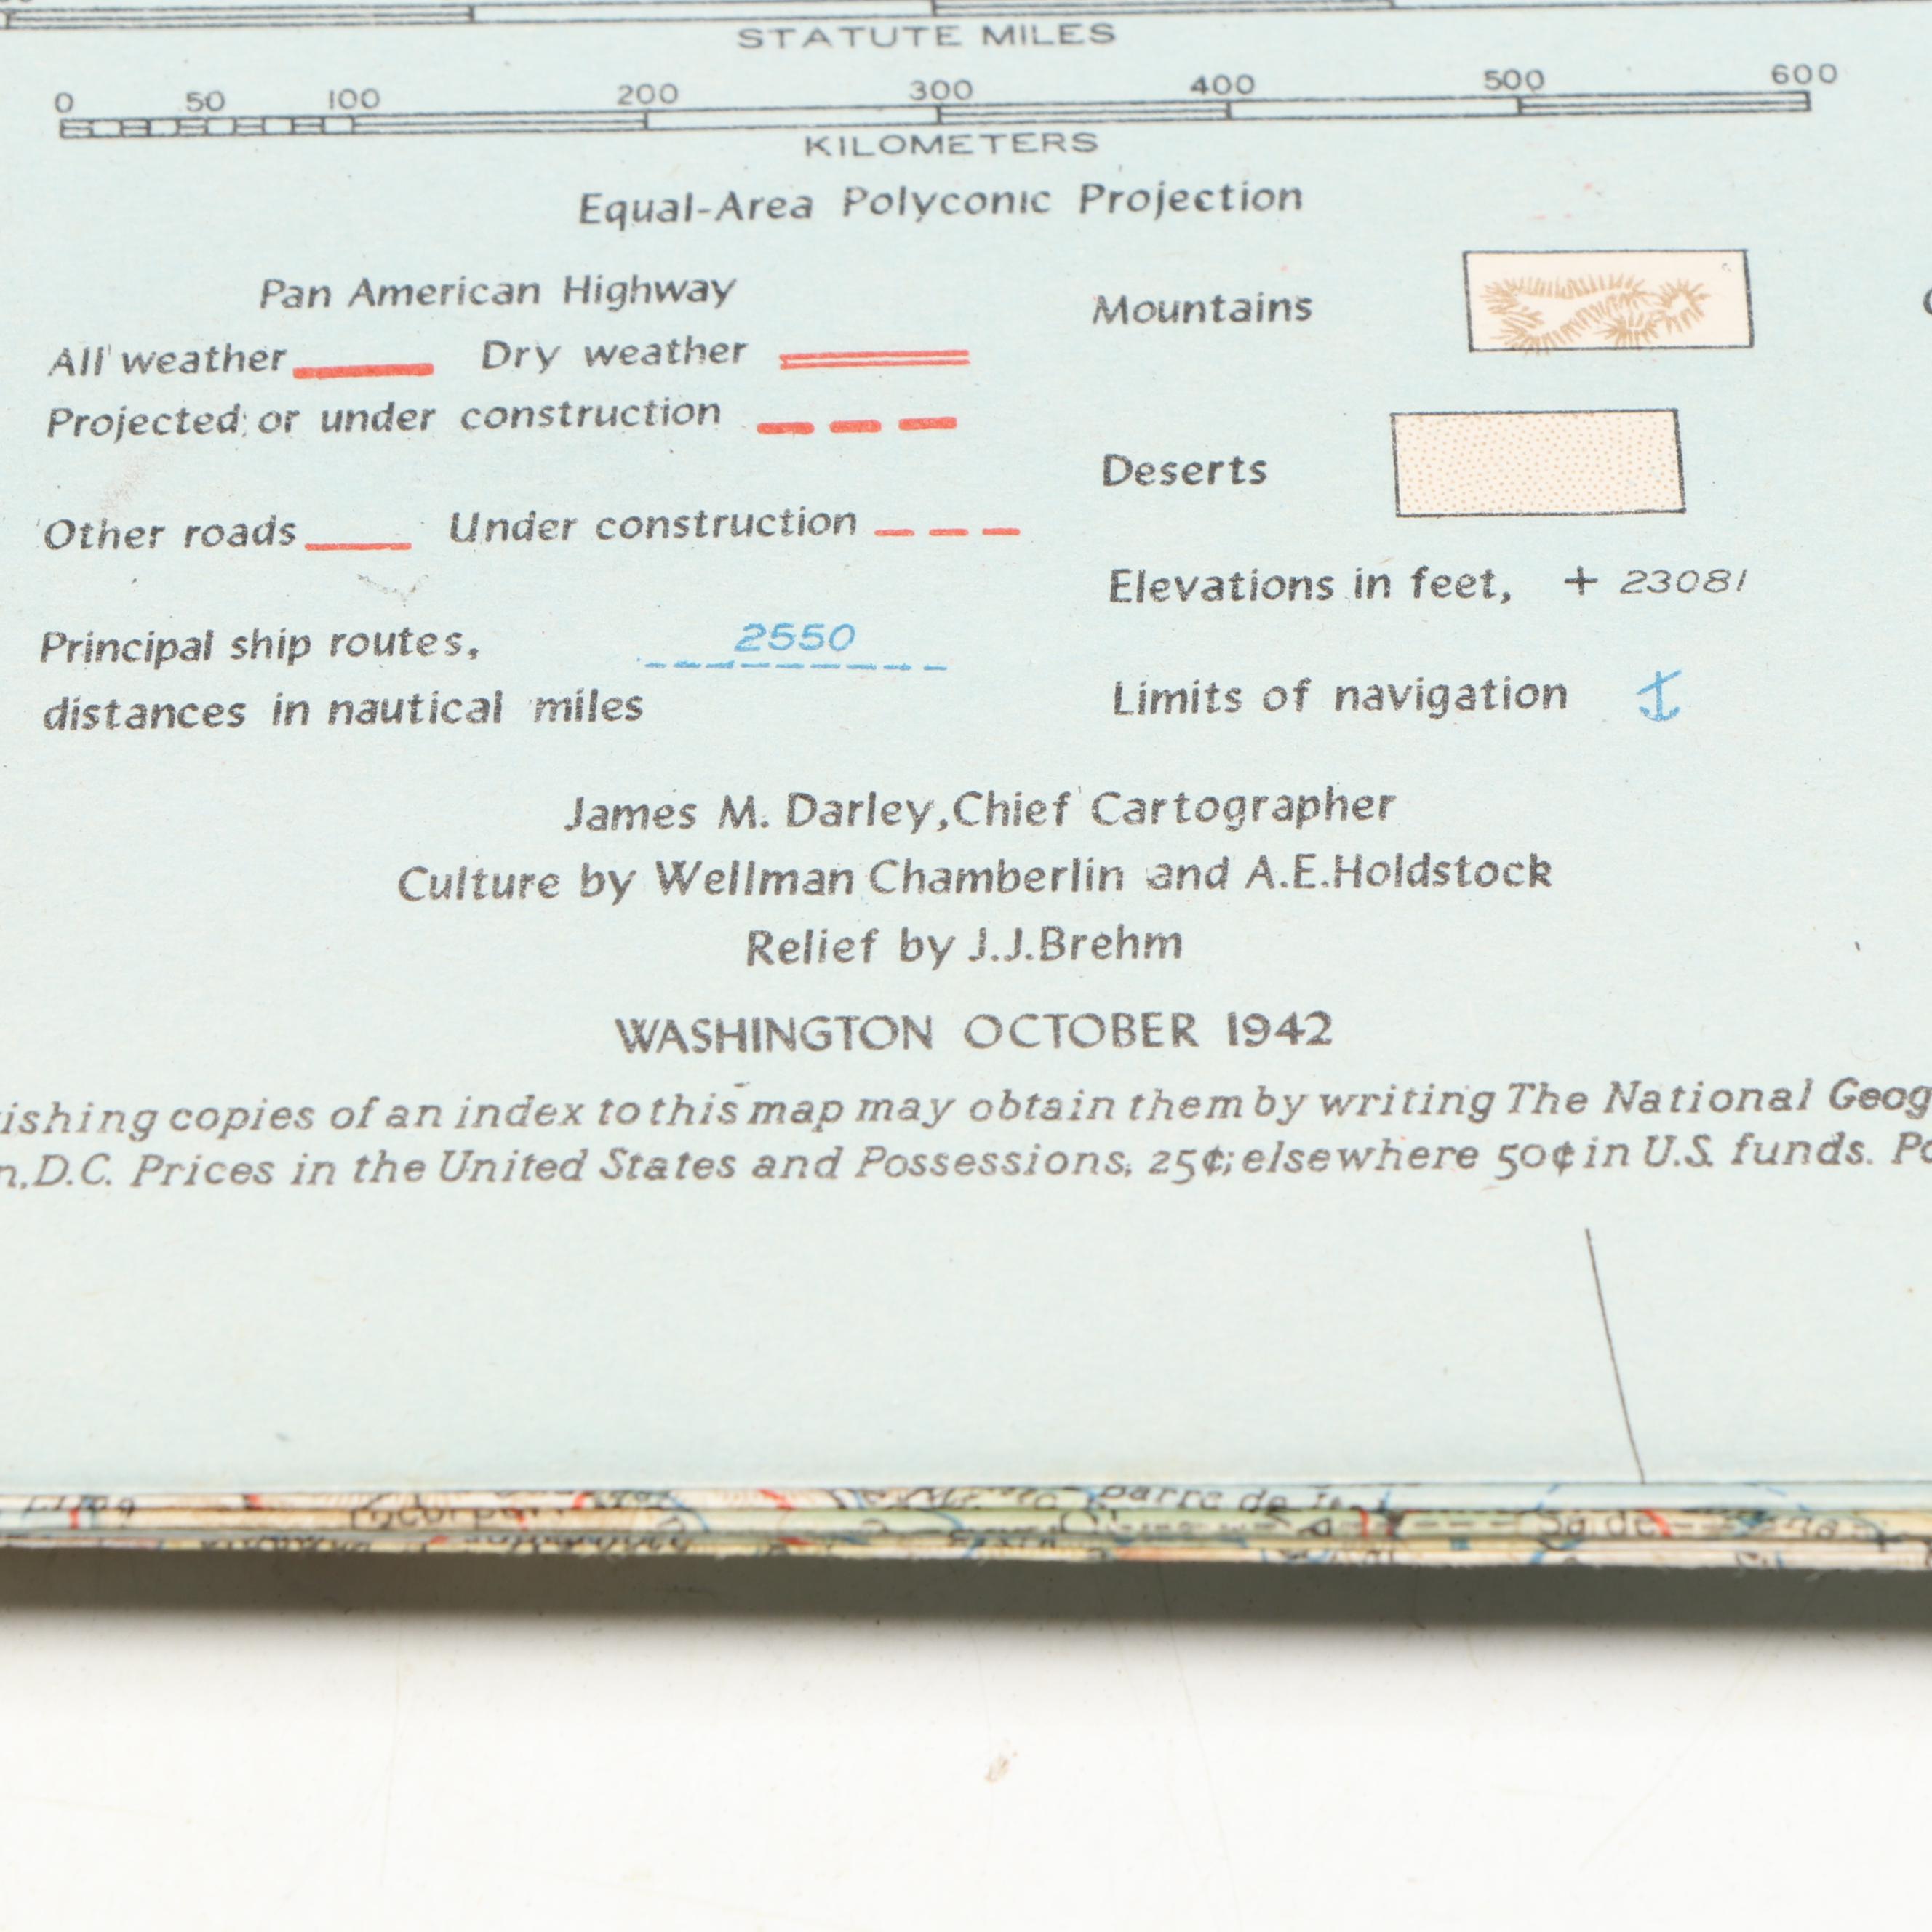 STATUTE MILES
0 50 100 200 300 400 500 600
KILOMETERS
Equal-Area Polyconic Projection
Pan American Highway
All weather Dry weather
Projected or under construction
Other roads Under construction
Principal ship routes, 2550
distances in nautical miles
Mountains
Deserts
Elevations in feet, + 23081
Limits of navigation
James M. Darley, Chief Cartographer
Culture by Wellman Chamberlin and A.E.Holdstock
Relief by J.J.Brehm
WASHINGTON OCTOBER 1942
ishing copies of an index to this map may obtain them by writing The National Geog
n, D.C. Prices in the United States and Possessions, 25¢; elsewhere 50¢ in U.S. funds. Po